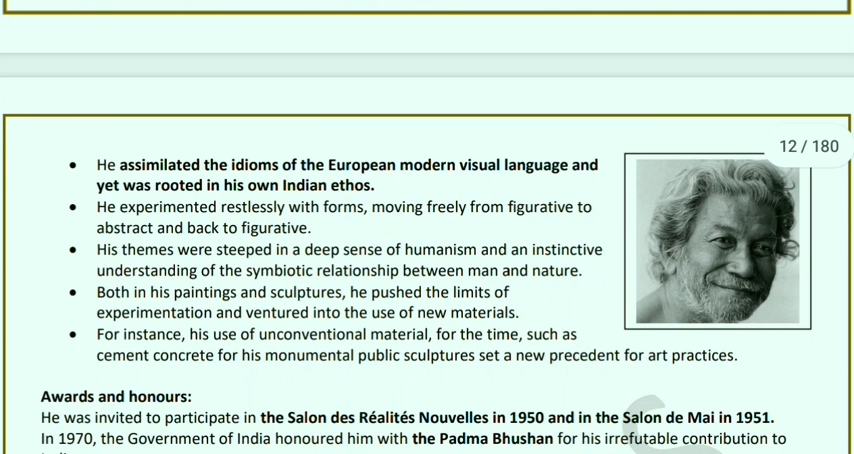 12 / 180
• He assimilated the idioms of the European modern visual language and
yet was rooted in his own Indian ethos.
• He experimented restlessly with forms, moving freely from figurative to
abstract and back to figurative.
• His themes were steeped in a deep sense of humanism and an instinctive
understanding of the symbiotic relationship between man and nature.
• Both in his paintings and sculptures, he pushed the limits of
experimentation and ventured into the use of new materials.
• For instance, his use of unconventional material, for the time, such as
cement concrete for his monumental public sculptures set a new precedent for art practices.
Awards and honours:
He was invited to participate in the Salon des Réalités Nouvelles in 1950 and in the Salon de Mai in 1951.
In 1970, the Government of India honoured him with the Padma Bhushan for his irrefutable contribution to